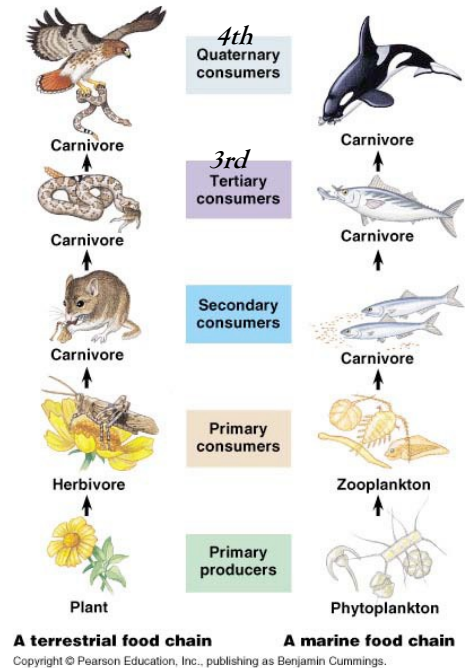 4th
Quaternary
consumers
Carnivore
Carnivore
3rd
Tertiary
consumers
Carnivore
Carnivore
Secondary
consumers
Carnivore
Carnivore
Primary
consumers
Herbivore
Zooplankton
Primary
producers
Plant
Phytoplankton
A terrestrial food chain
A marine food chain
Copyright © Pearson Education, Inc., publishing as Benjamin Cummings.